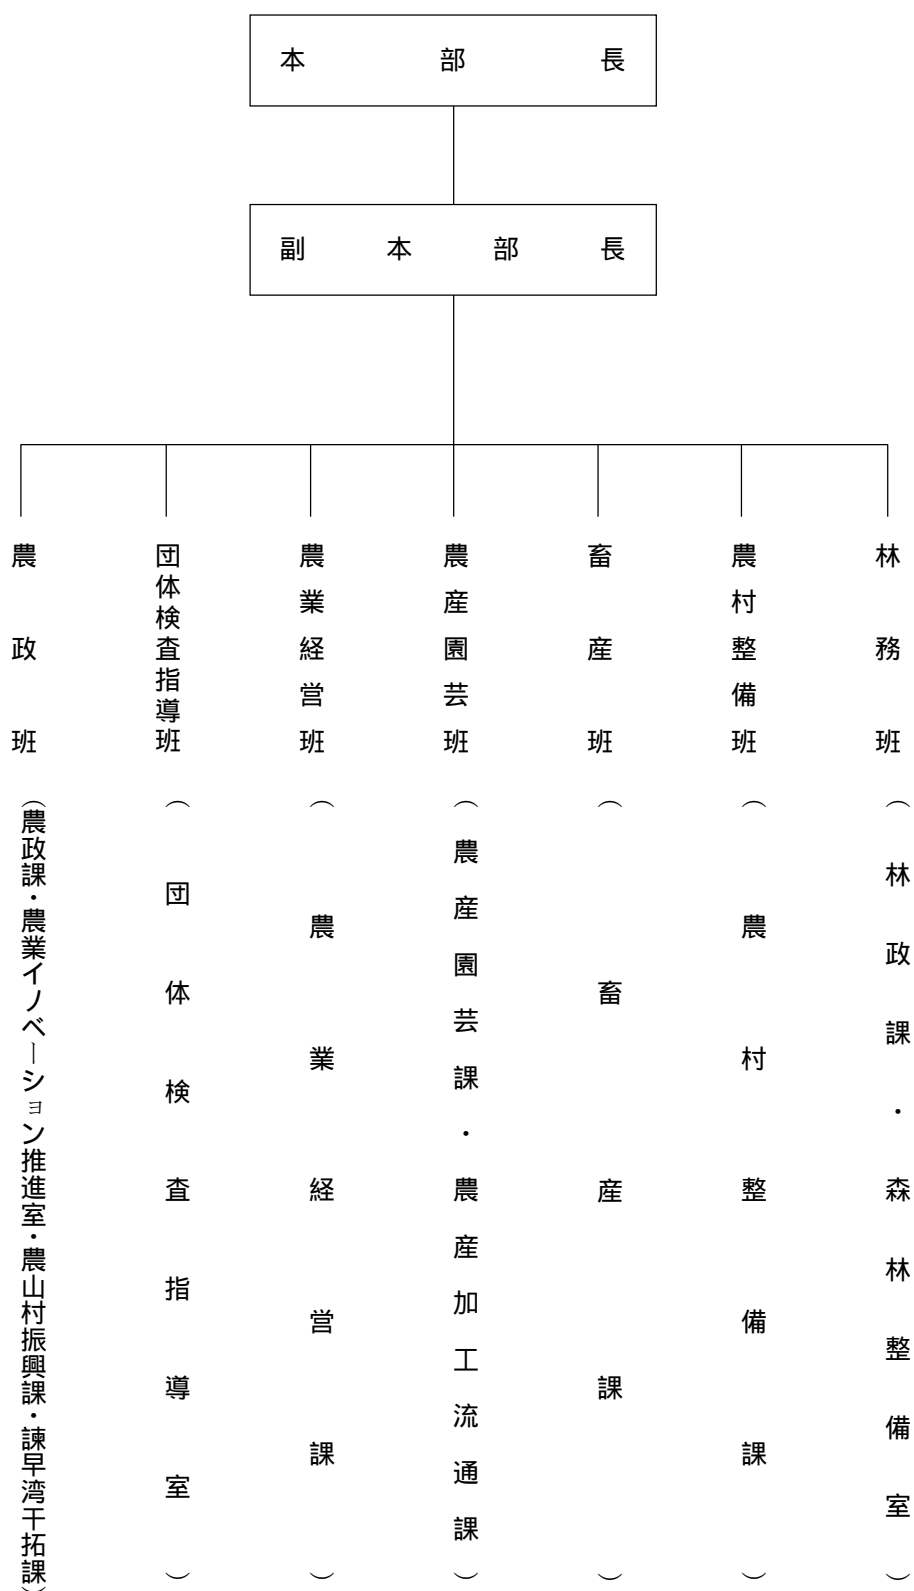 本部長
副本部長
農政班
(農政課・農業イノベーション推進室・農山村振興課・諫早湾干拓課)
団体検査指導班
(団体検査指導室)
農業経営班
(農業経営課)
農産園芸班
(農産園芸課・農産加工流通課)
畜産班
(畜産課)
農村整備班
(農村整備課)
林務班
(林政課・森林整備室)